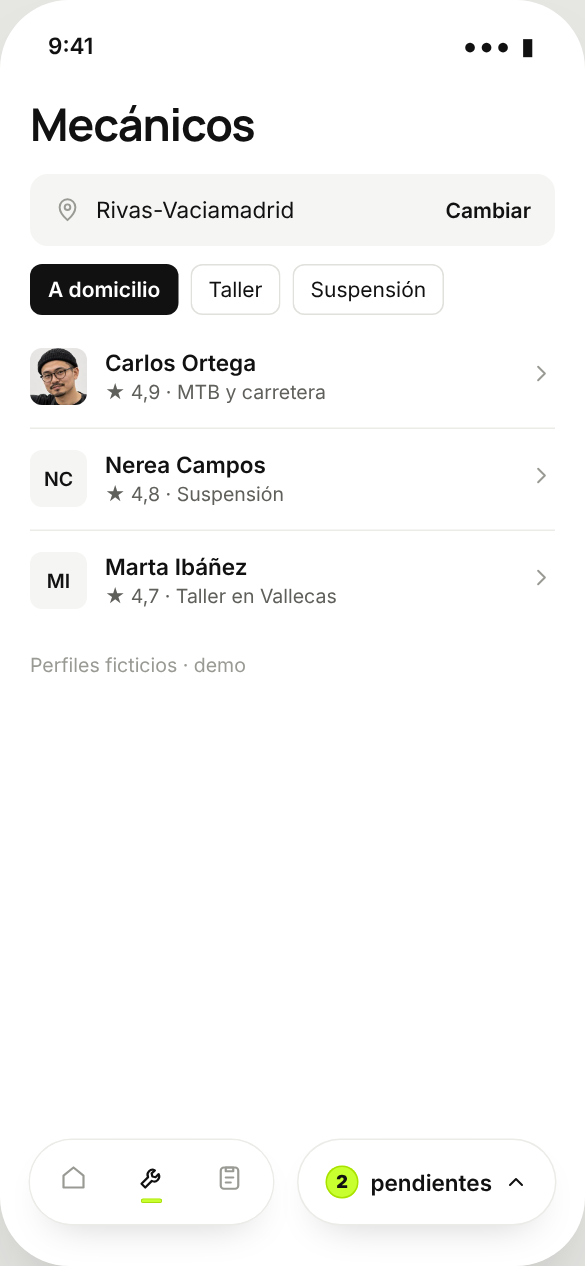 9:41
Mecánicos
Rivas-Vaciamadrid Cambiar
A domicilio Taller Suspensión
Carlos Ortega
★ 4,9 · MTB y carretera
NC Nerea Campos
★ 4,8 · Suspensión
MI Marta Ibáñez
★ 4,7 · Taller en Vallecas
Perfiles ficticios · demo
2 pendientes